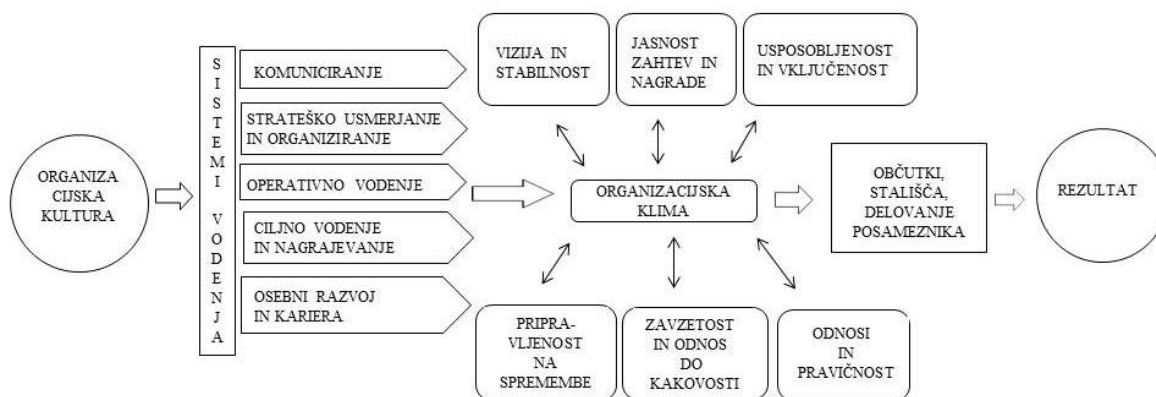 ORGANIZA
CIJSKA
KULTURA
SISTEMI VODENJA
KOMUNICIRANJE
STRATEŠKO USMERJANJE
IN ORGANIZIRANJE
OPERATIVNO VODENJE
CILJNO VODENJE
IN NAGRAJEVANJE
OSEBNI RAZVOJ
IN KARIERA
VIZIJA IN
STABILNOST
JASNOST
ZAHTEV IN
NAGRADE
USPOSOBLJENOST
IN VKLJUČENOST
ORGANIZACIJSKA
KLIMA
PRIPRA-
VLJENOST
NA
SPREMEMBE
ZAVZETOST
IN ODNOS
DO
KAKOVOSTI
ODNOSI
IN
PRAVIČNOST
OBČUTKI,
STALIŠČA,
DELOVANJE
POSAMEZNIKA
REZULTAT